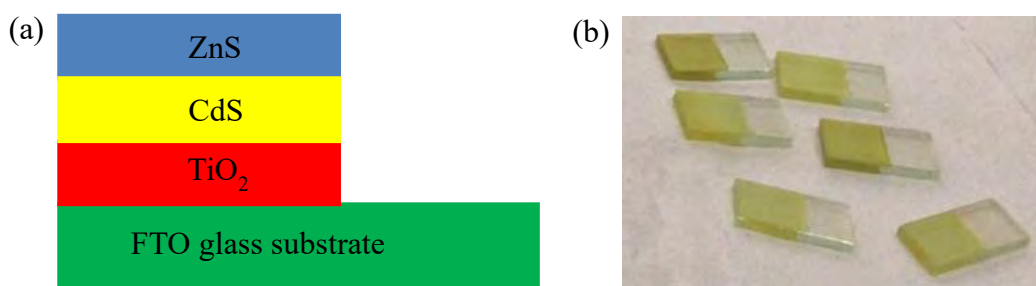 (a)
ZnS
CdS
TiO₂
FTO glass substrate
(b)